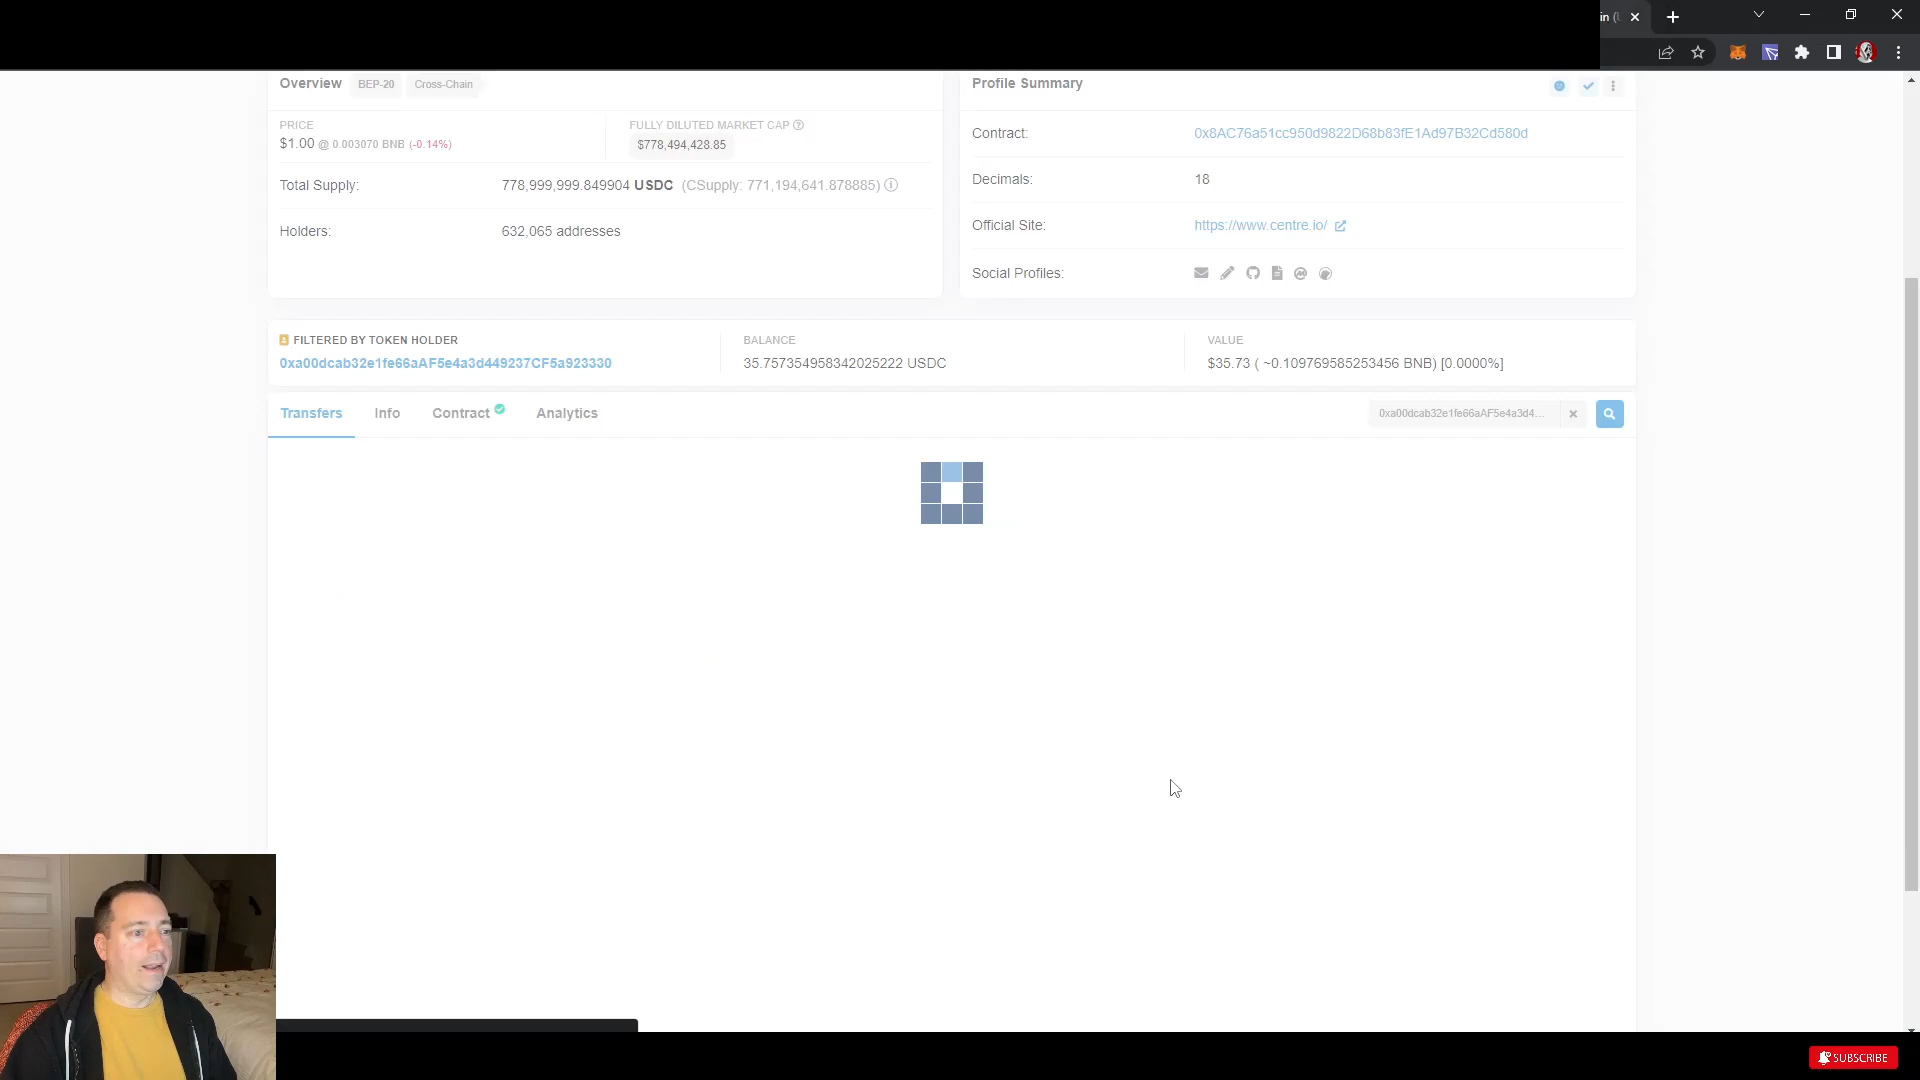 in (
Overview BEP-20 Cross-Chain
PRICE
$1.00 @ 0.003070 BNB (-0.14%)
FULLY DILUTED MARKET CAP
$778,494,428.85
Total Supply: 778,999,999.849904 USDC (CSupply: 771,194,641.878885)
Holders: 632,065 addresses
Profile Summary
Contract: 0x8AC76a51cc950d9822D68b83fE1Ad97B32Cd580d
Decimals: 18
Official Site: https://www.centre.io/
Social Profiles:
FILTERED BY TOKEN HOLDER
0xa00dcab32e1fe66aAF5e4a3d449237CF5a923330
BALANCE
35.757354958342025222 USDC
VALUE
$35.73 ( ~0.109769585253456 BNB) [0.0000%]
Transfers Info Contract Analytics
0xa00dcab32e1fe66aAF5e4a3d4...
SUBSCRIBE